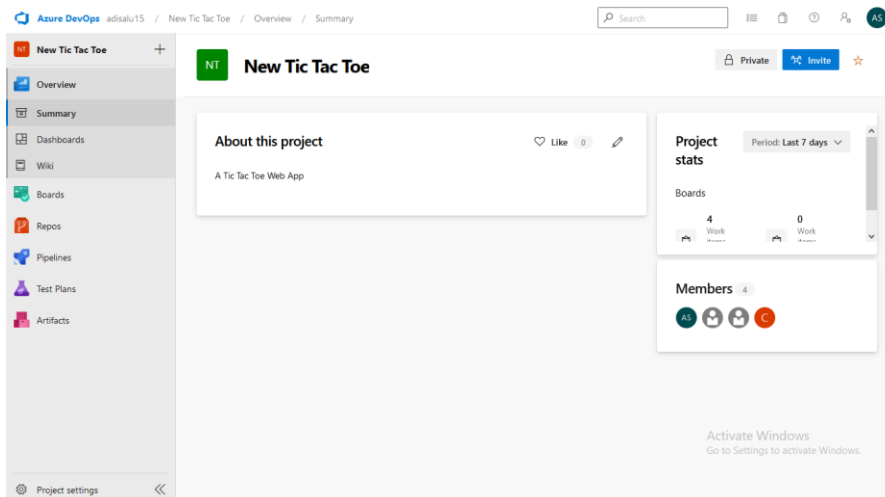 Azure DevOps adisalu15 / New Tic Tac Toe / Overview / Summary
Search
AS
NT New Tic Tac Toe
Overview
Summary
Dashboards
Wiki
Boards
Repos
Pipelines
Test Plans
Artifacts
Project settings
NT New Tic Tac Toe
Private
Invite
About this project
Like 0
A Tic Tac Toe Web App
Project stats
Period: Last 7 days
Boards
4
Work
items
0
Work
items
Members 4
AS
C
Activate Windows
Go to Settings to activate Windows.